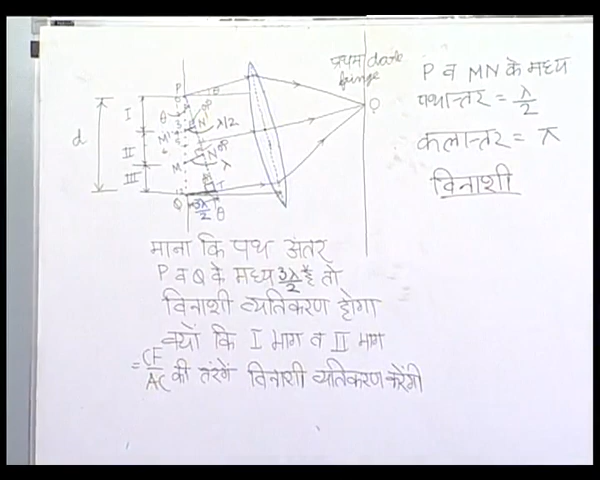 प्रथम dark
fringe
P व MN के मध्य
पथान्तर = λ/2
कलान्तर = π
विनाशी
P
θ
I
d
II
III
M'
N'
λ/2
M
N
λ
Q
3λ/2
θ
माना कि पथ अंतर
P व Q के मध्य 3λ/2 है तो
विनाशी व्यतिकरण होगा
क्यों कि I भाग व II भाग
= CF/AC की तरंगें विनाशी व्यतिकरण करेंगी